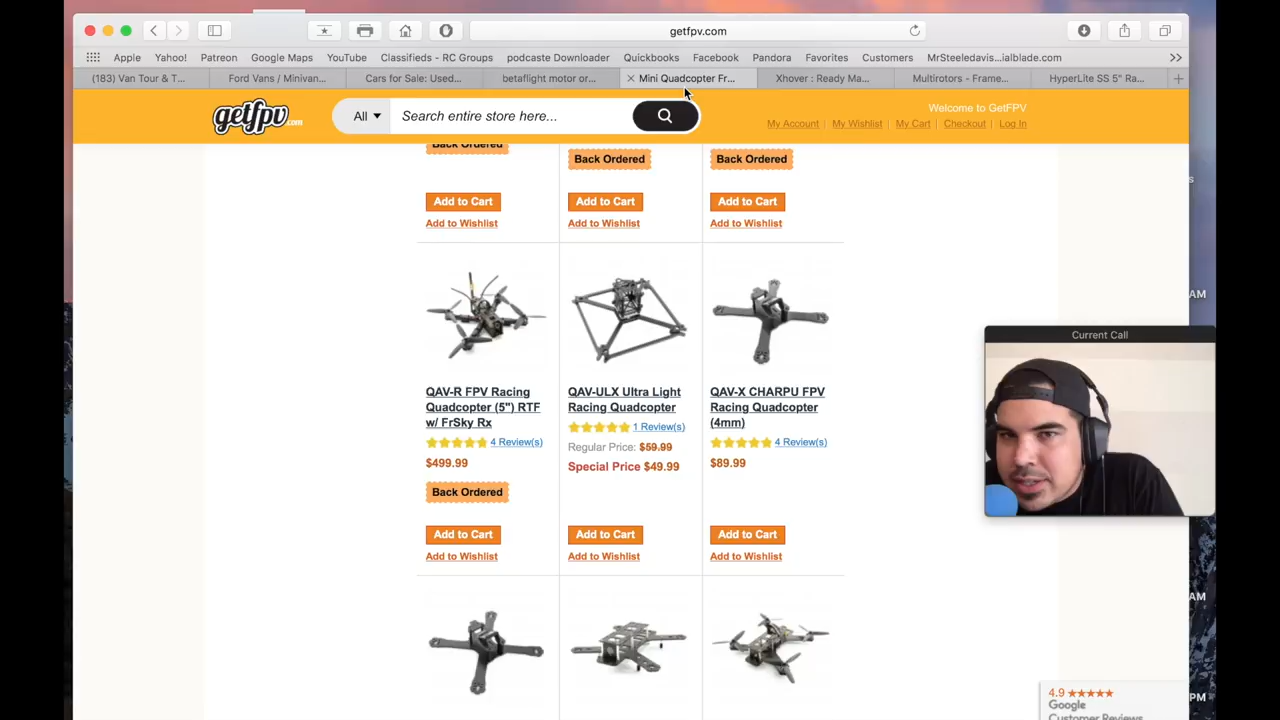 getfpv.com
Apple Yahoo! Patreon Google Maps YouTube Classifieds - RC Groups podcaste Downloader Quickbooks Facebook Pandora Favorites Customers MrSteeledavis...ialblade.com
(183) Van Tour & T... Ford Vans / Minivan... Cars for Sale: Used... betaflight motor or... Mini Quadcopter Fr... Xhover : Ready Ma... Multirotors - Frame... HyperLite SS 5" Ra...
getfpv.com
All
Search entire store here...
Welcome to GetFPV
My Account | My Wishlist | My Cart | Checkout | Log In
Back Ordered Back Ordered Back Ordered
Add to Cart Add to Cart Add to Cart
Add to Wishlist Add to Wishlist Add to Wishlist
QAV-R FPV Racing
Quadcopter (5") RTF
w/ FrSky Rx
4 Review(s)
$499.99
Back Ordered
Add to Cart
Add to Wishlist
QAV-ULX Ultra Light
Racing Quadcopter
1 Review(s)
Regular Price: $59.99
Special Price $49.99
Add to Cart
Add to Wishlist
QAV-X CHARPU FPV
Racing Quadcopter
(4mm)
4 Review(s)
$89.99
Add to Cart
Add to Wishlist
s
AM
Current Call
AM
PM
4.9
Google
Customer Reviews